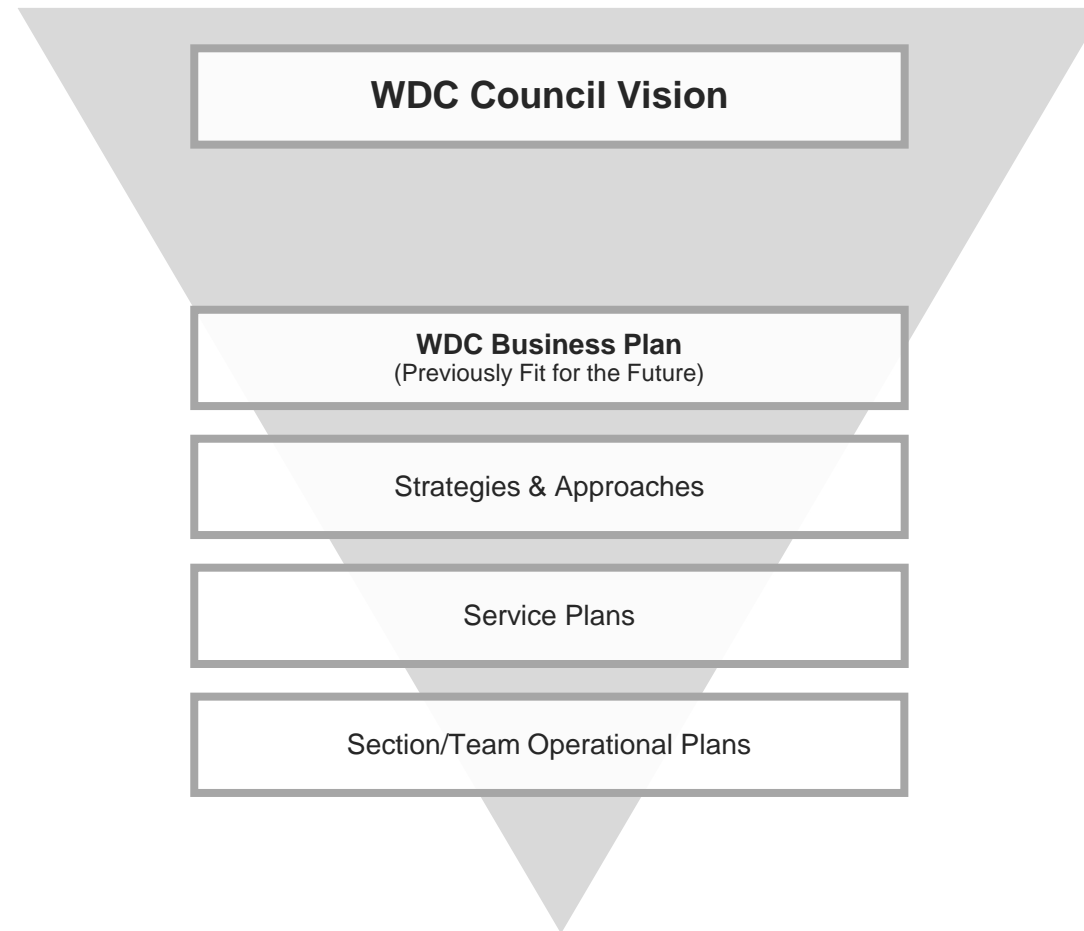 WDC Council Vision
WDC Business Plan
(Previously Fit for the Future)
Strategies & Approaches
Service Plans
Section/Team Operational Plans